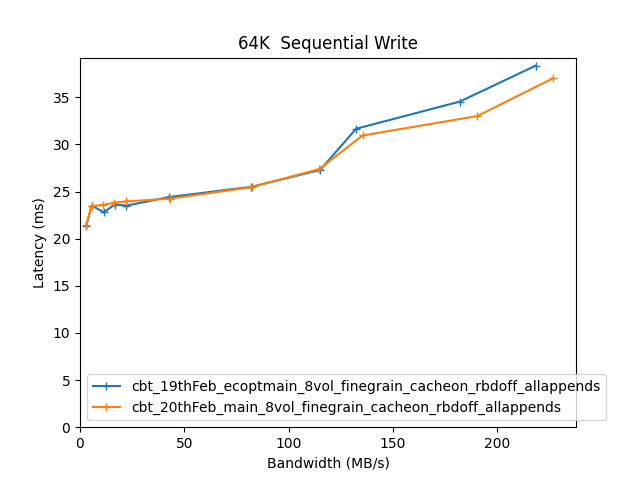 64K  Sequential Write
Latency (ms)
35
30
25
20
15
10
5
0
cbt_19thFeb_ecoptmain_8vol_finegrain_cacheon_rbdoff_allappends
cbt_20thFeb_main_8vol_finegrain_cacheon_rbdoff_allappends
0 50 100 150 200
Bandwidth (MB/s)